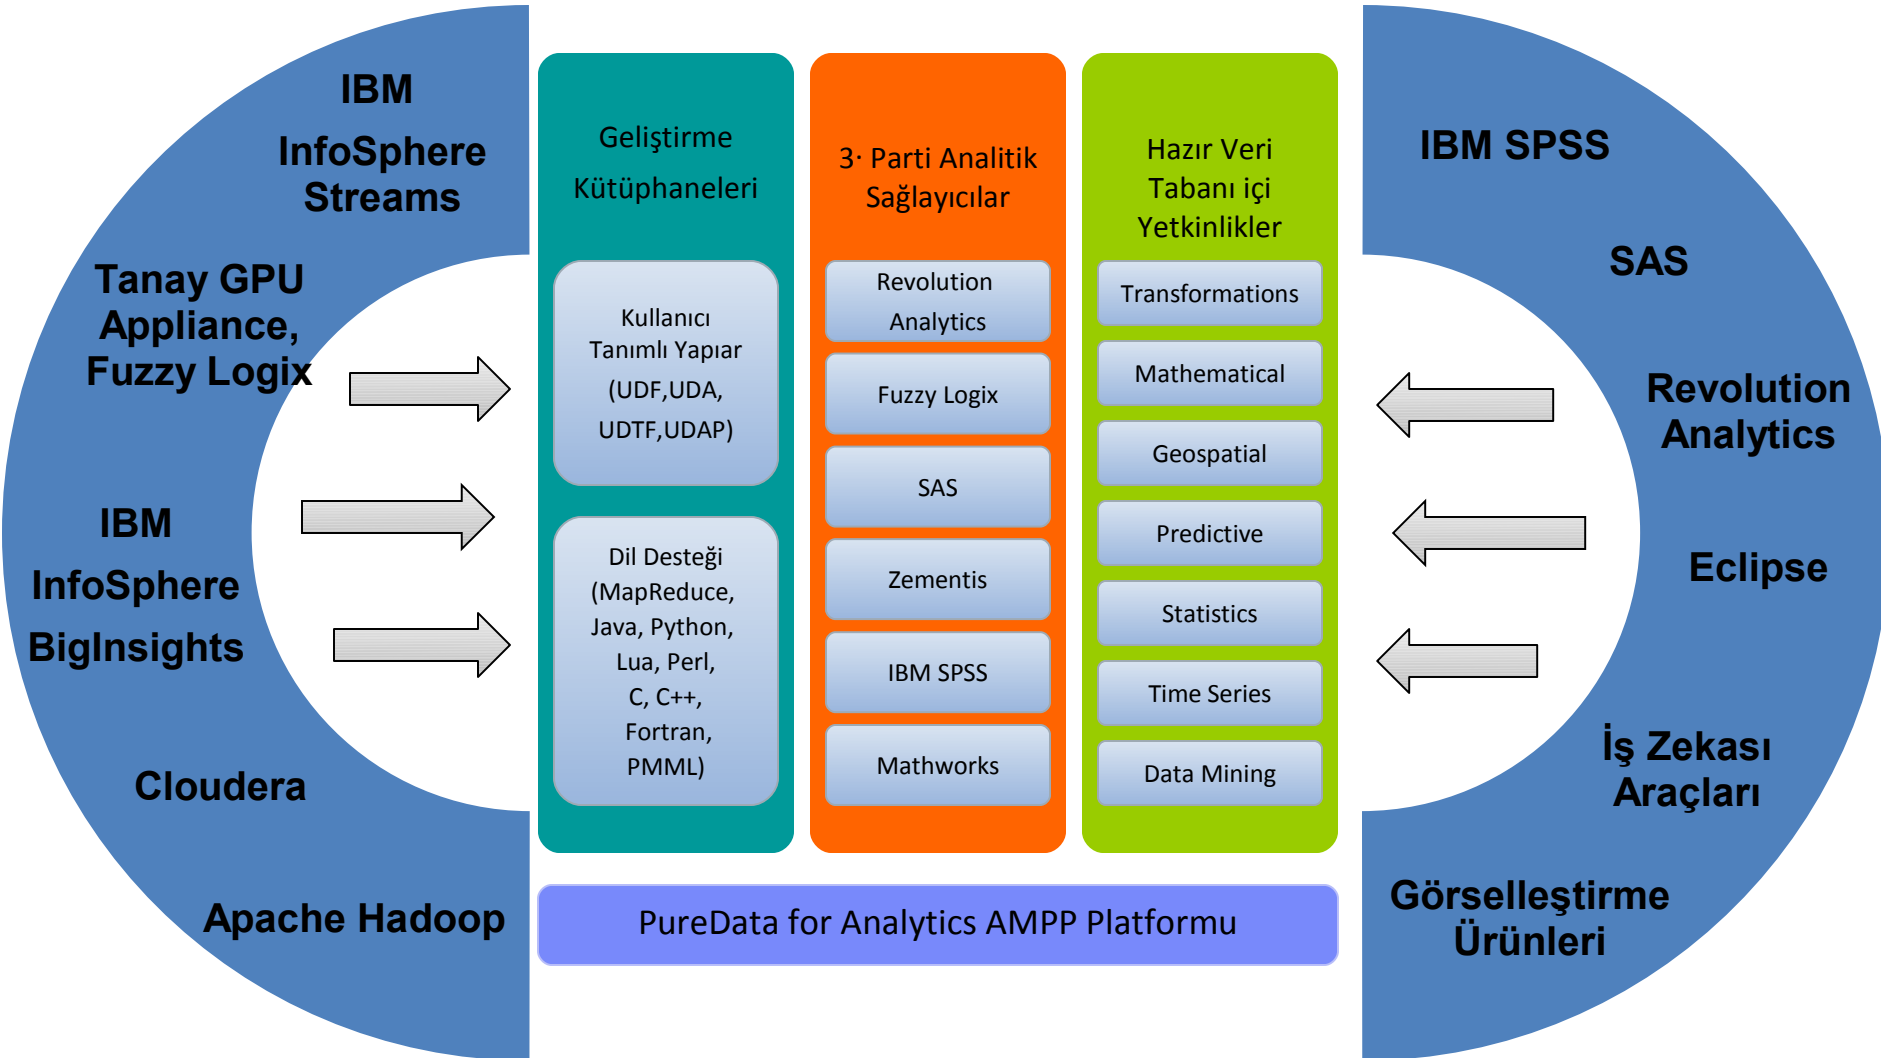 IBM
InfoSphere
Streams
Tanay GPU
Appliance,
Fuzzy Logix
IBM
InfoSphere
BigInsights
Cloudera
Apache Hadoop
Geliştirme
Kütüphaneleri
Kullanıcı
Tanımlı Yapıar
(UDF,UDA,
UDTF,UDAP)
Dil Desteği
(MapReduce,
Java, Python,
Lua, Perl,
C, C++,
Fortran,
PMML)
3· Parti Analitik
Sağlayıcılar
Revolution
Analytics
Fuzzy Logix
SAS
Zementis
IBM SPSS
Mathworks
Hazır Veri
Tabanı içi
Yetkinlikler
Transformations
Mathematical
Geospatial
Predictive
Statistics
Time Series
Data Mining
PureData for Analytics AMPP Platformu
IBM SPSS
SAS
Revolution
Analytics
Eclipse
İş Zekası
Araçları
Görselleştirme
Ürünleri